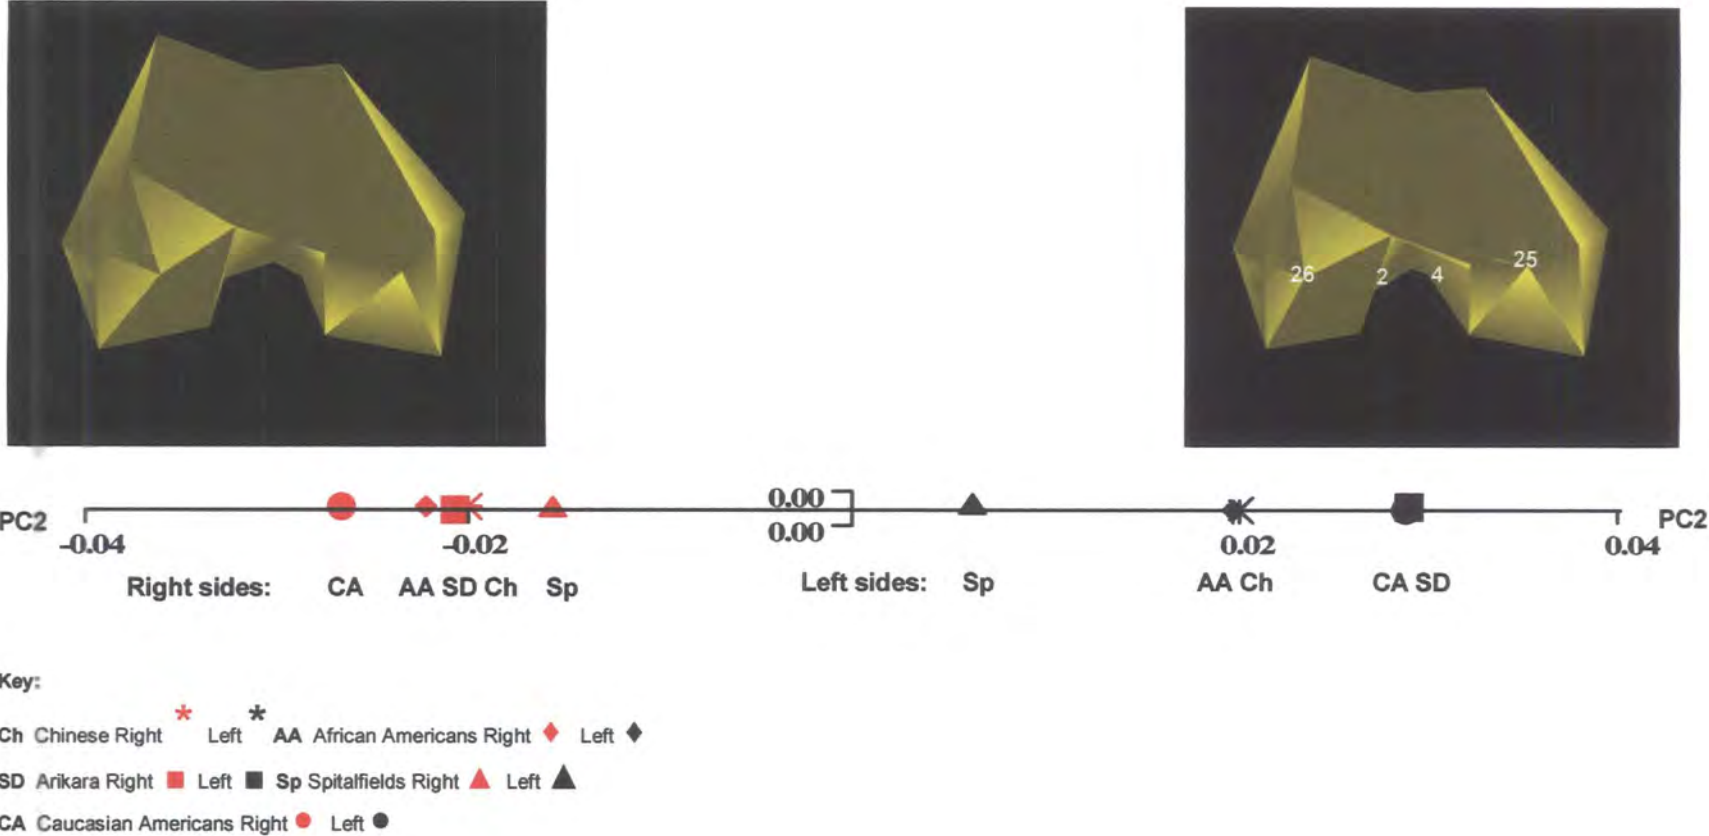 26 2 4 25
0.00
PC2 PC2
0.00
-0.04 -0.02 0.02 0.04
Right sides: CA AA SD Ch Sp Left sides: Sp AA Ch CA SD
Key:
Ch Chinese Right * Left * AA African Americans Right ♦ Left ♦
SD Arikara Right ■ Left ■ Sp Spitalfields Right ▲ Left ▲
CA Caucasian Americans Right ● Left ●